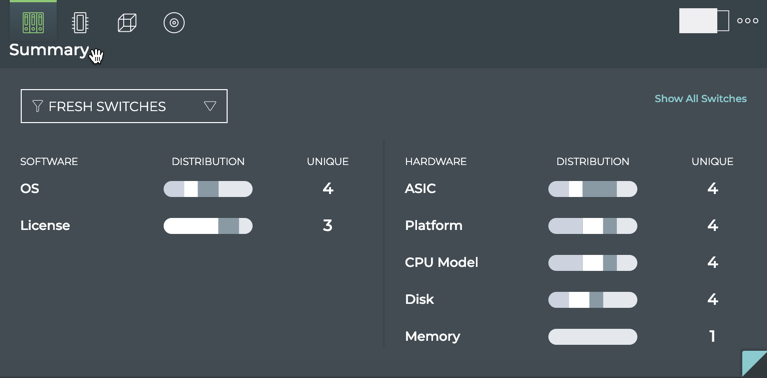 Summary
FRESH SWITCHES
Show All Switches
SOFTWARE DISTRIBUTION UNIQUE
OS 4
License 3
HARDWARE DISTRIBUTION UNIQUE
ASIC 4
Platform 4
CPU Model 4
Disk 4
Memory 1